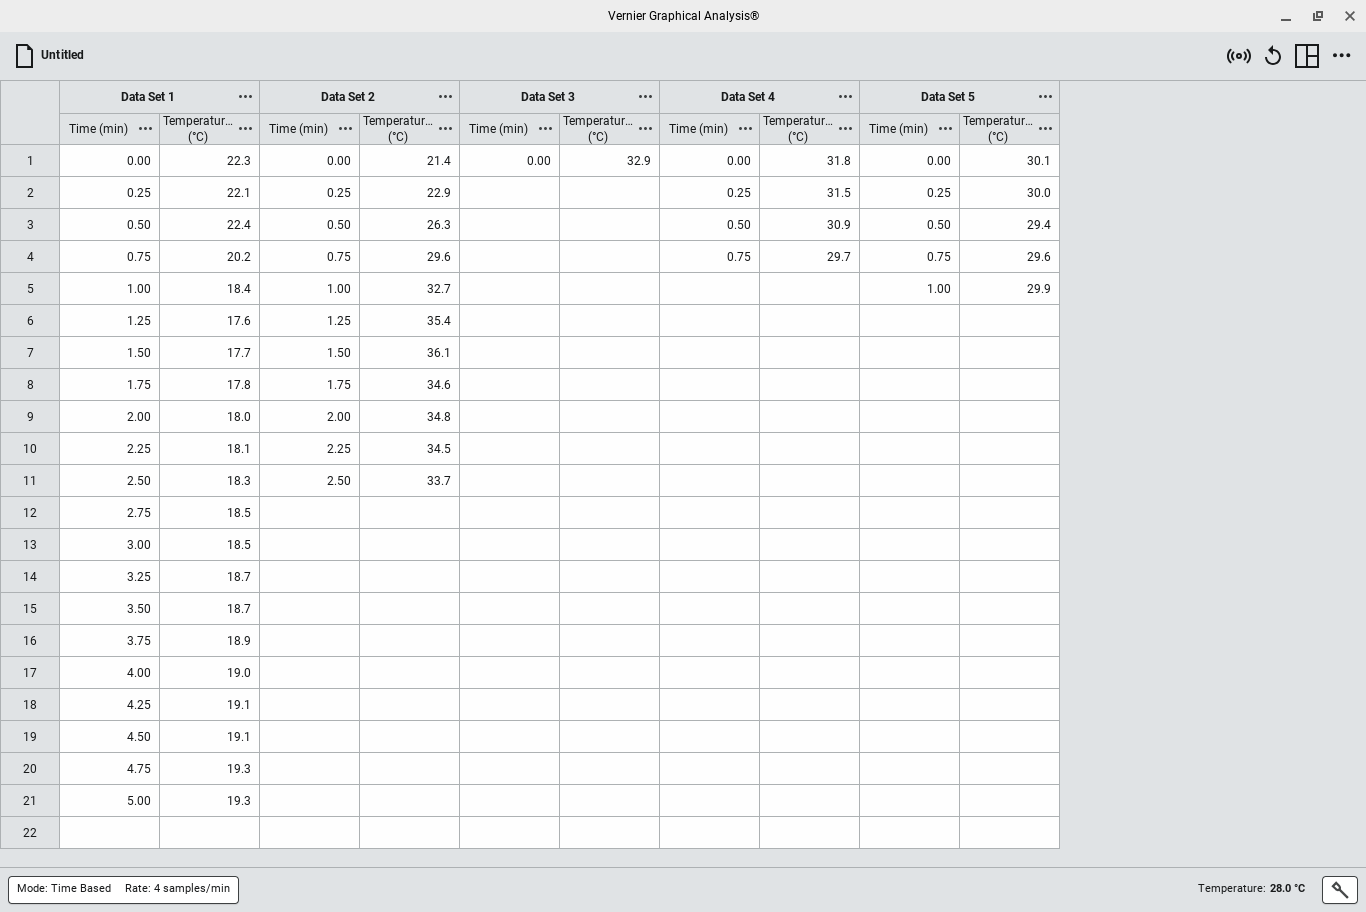 Vernier Graphical Analysis®
Untitled
Data Set 1 ··· Data Set 2 ··· Data Set 3 ··· Data Set 4 ··· Data Set 5 ···
Time (min) ··· Temperatur... (°C) ··· Time (min) ··· Temperatur... (°C) ··· Time (min) ··· Temperatur... (°C) ··· Time (min) ··· Temperatur... (°C) ··· Time (min) ··· Temperatur... (°C) ···
1 0.00 22.3 0.00 21.4 0.00 32.9 0.00 31.8 0.00 30.1
2 0.25 22.1 0.25 22.9 0.25 31.5 0.25 30.0
3 0.50 22.4 0.50 26.3 0.50 30.9 0.50 29.4
4 0.75 20.2 0.75 29.6 0.75 29.7 0.75 29.6
5 1.00 18.4 1.00 32.7 1.00 29.9
6 1.25 17.6 1.25 35.4
7 1.50 17.7 1.50 36.1
8 1.75 17.8 1.75 34.6
9 2.00 18.0 2.00 34.8
10 2.25 18.1 2.25 34.5
11 2.50 18.3 2.50 33.7
12 2.75 18.5
13 3.00 18.5
14 3.25 18.7
15 3.50 18.7
16 3.75 18.9
17 4.00 19.0
18 4.25 19.1
19 4.50 19.1
20 4.75 19.3
21 5.00 19.3
22
Mode: Time Based Rate: 4 samples/min Temperature: 28.0 °C